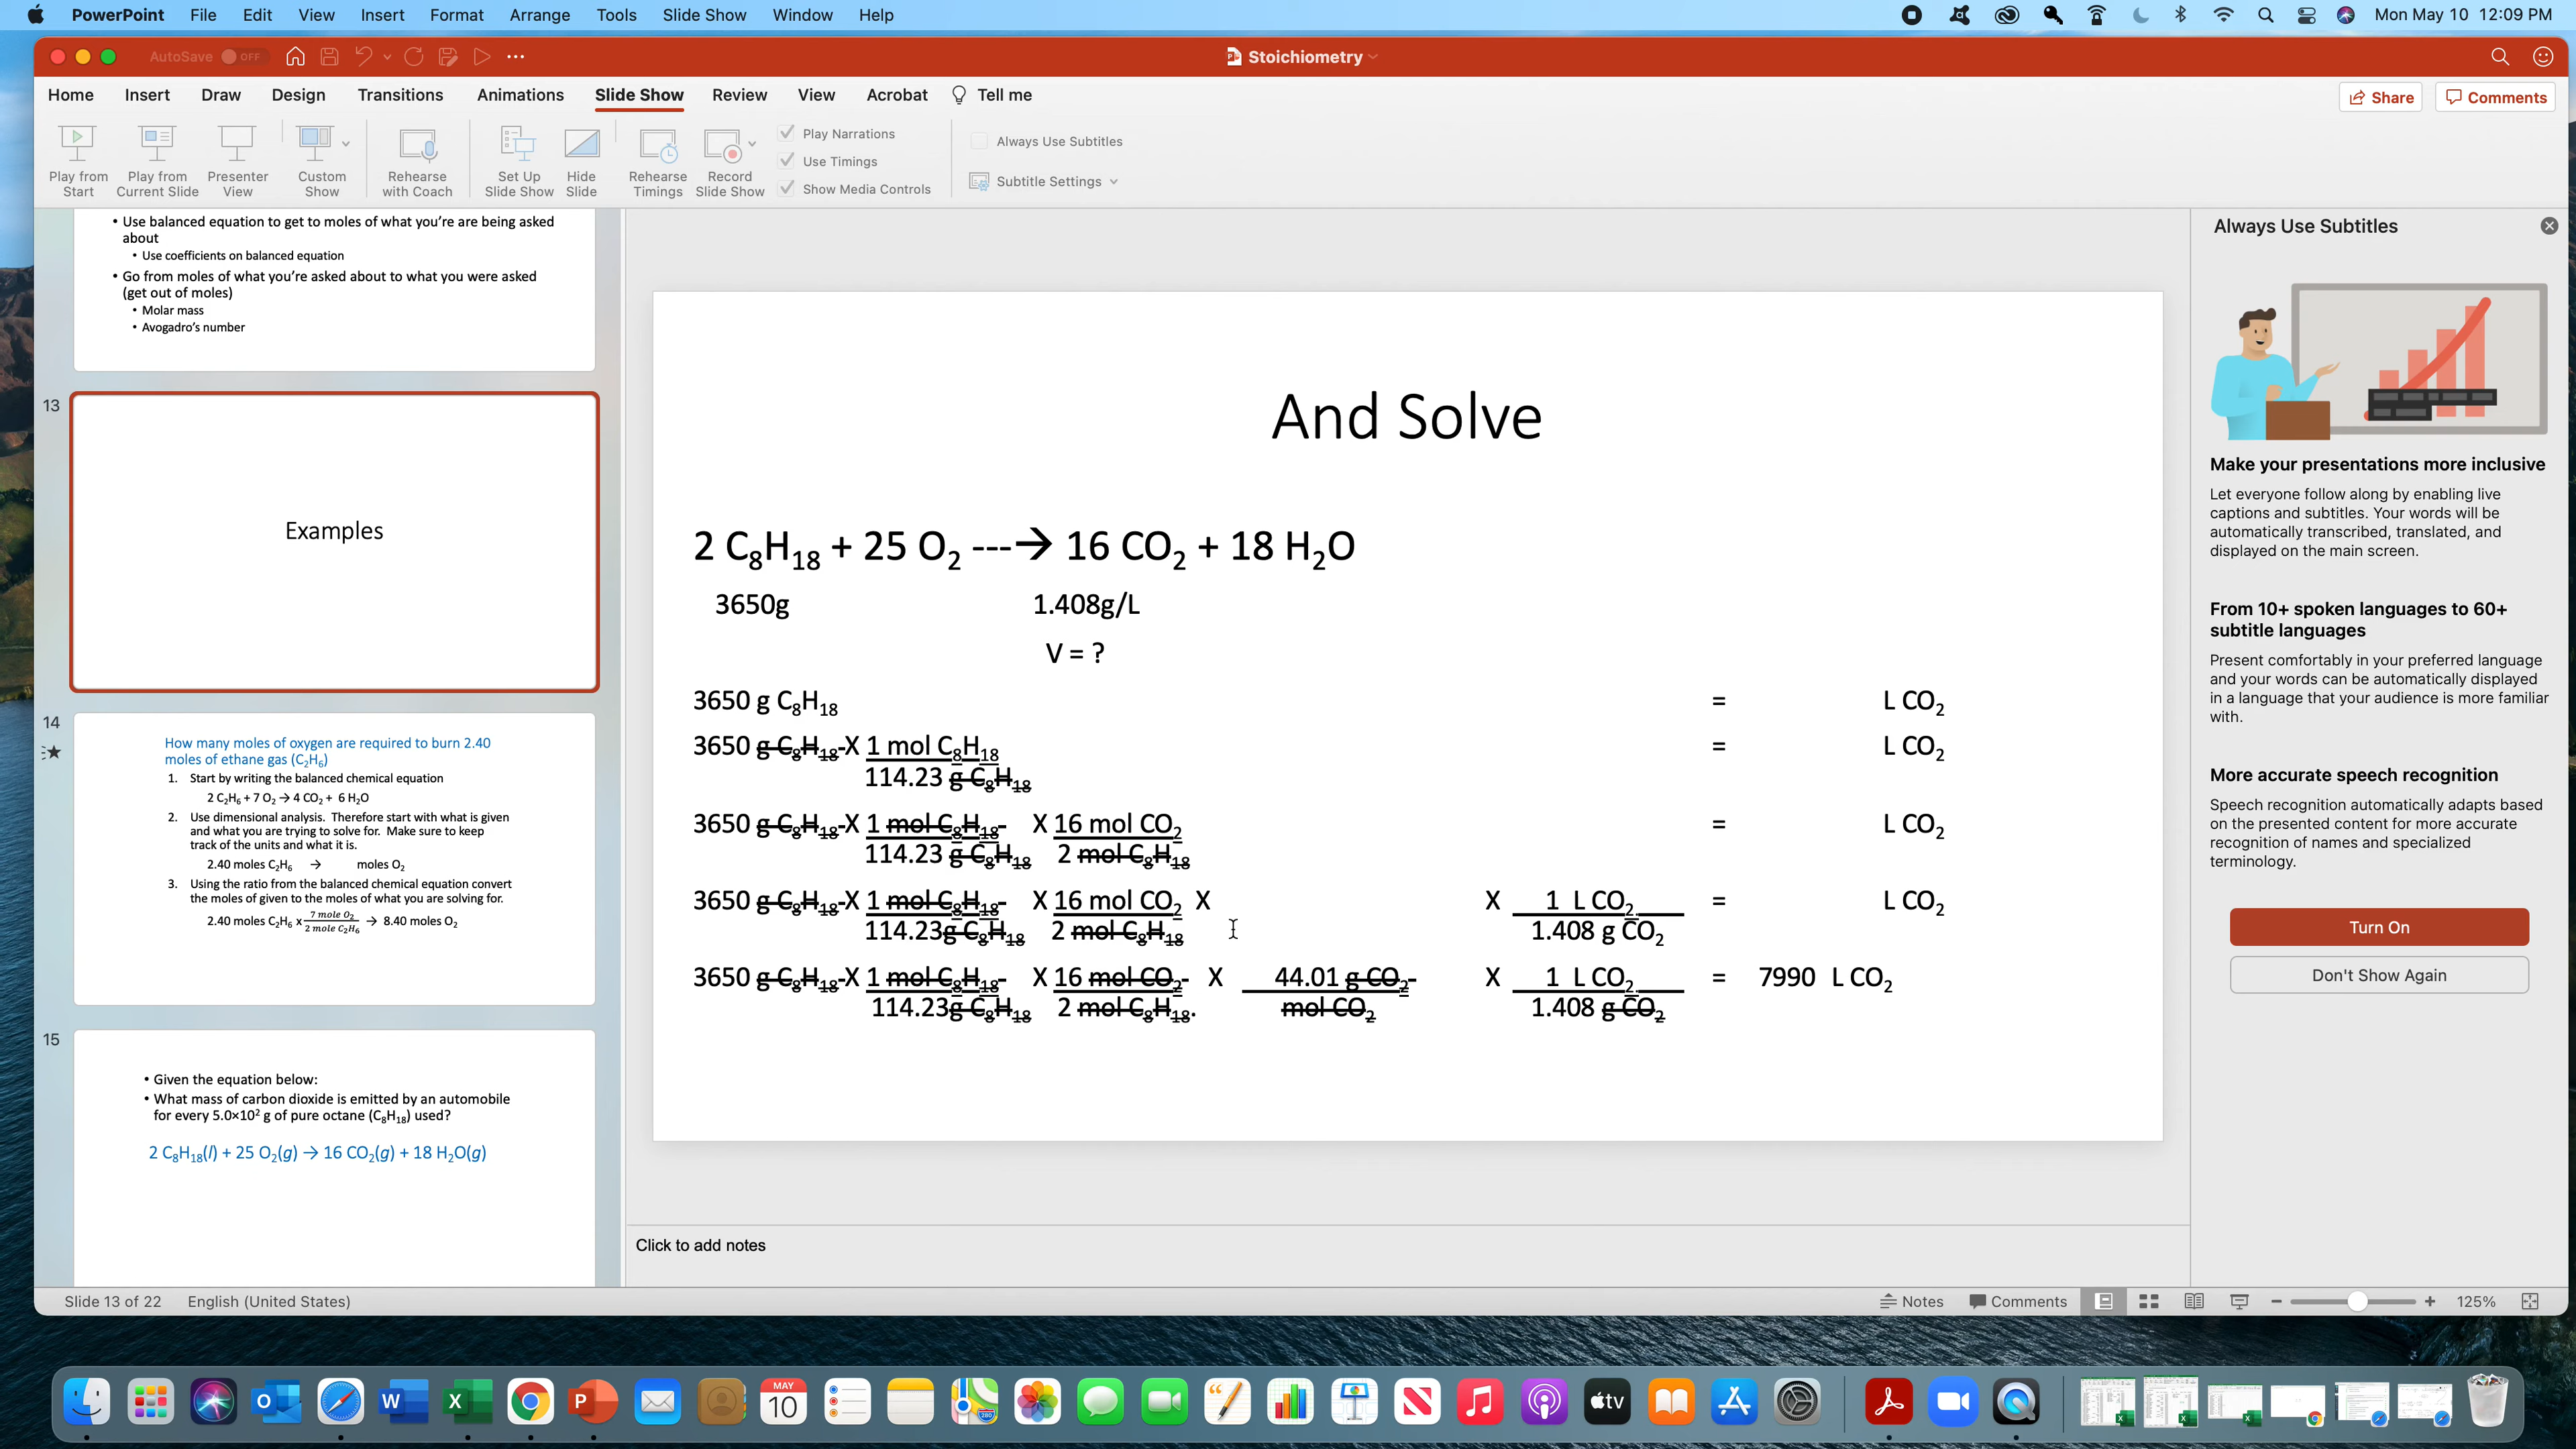 PowerPoint File Edit View Insert Format Arrange Tools Slide Show Window Help Mon May 10 12:09 PM
AutoSave OFF Stoichiometry
Home Insert Draw Design Transitions Animations Slide Show Review View Acrobat Tell me Share Comments
Play from Start
Play from Current Slide
Presenter View
Custom Show
Rehearse with Coach
Set Up Slide Show
Hide Slide
Rehearse Timings
Record Slide Show
Play Narrations
Use Timings
Show Media Controls
Always Use Subtitles
Subtitle Settings
• Use balanced equation to get to moles of what you're are being asked
about
• Use coefficients on balanced equation
• Go from moles of what you're asked about to what you were asked
(get out of moles)
• Molar mass
• Avogadro's number
13
Examples
14
How many moles of oxygen are required to burn 2.40
moles of ethane gas (C₂H₆)
1. Start by writing the balanced chemical equation
2 C₂H₆ + 7 O₂ → 4 CO₂ + 6 H₂O
2. Use dimensional analysis. Therefore start with what is given
and what you are trying to solve for. Make sure to keep
track of the units and what it is.
2.40 moles C₂H₆ → moles O₂
3. Using the ratio from the balanced chemical equation convert
the moles of given to the moles of what you are solving for.
2.40 moles C₂H₆ x 7 mole O₂ / 2 mole C₂H₆ → 8.40 moles O₂
15
• Given the equation below:
• What mass of carbon dioxide is emitted by an automobile
for every 5.0×10² g of pure octane (C₈H₁₈) used?
2 C₈H₁₈(l) + 25 O₂(g) → 16 CO₂(g) + 18 H₂O(g)
And Solve
2 C₈H₁₈ + 25 O₂ ---→ 16 CO₂ + 18 H₂O
3650g 1.408g/L
V = ?
3650 g C₈H₁₈ = L CO₂
3650 g C₈H₁₈ X 1 mol C₈H₁₈ = L CO₂
114.23 g C₈H₁₈
3650 g C₈H₁₈ X 1 mol C₈H₁₈ X 16 mol CO₂ = L CO₂
114.23 g C₈H₁₈ 2 mol C₈H₁₈
3650 g C₈H₁₈ X 1 mol C₈H₁₈ X 16 mol CO₂ X X 1 L CO₂ = L CO₂
114.23g C₈H₁₈ 2 mol C₈H₁₈ 1.408 g CO₂
3650 g C₈H₁₈ X 1 mol C₈H₁₈ X 16 mol CO₂ X 44.01 g CO₂ X 1 L CO₂ = 7990 L CO₂
114.23g C₈H₁₈ 2 mol C₈H₁₈. mol CO₂ 1.408 g CO₂
Click to add notes
Always Use Subtitles
Make your presentations more inclusive
Let everyone follow along by enabling live
captions and subtitles. Your words will be
automatically transcribed, translated, and
displayed on the main screen.
From 10+ spoken languages to 60+
subtitle languages
Present comfortably in your preferred language
and your words can be automatically displayed
in a language that your audience is more familiar
with.
More accurate speech recognition
Speech recognition automatically adapts based
on the presented content for more accurate
recognition of names and specialized
terminology.
Turn On
Don't Show Again
Slide 13 of 22 English (United States) Notes Comments 125%
MAY
10
tv